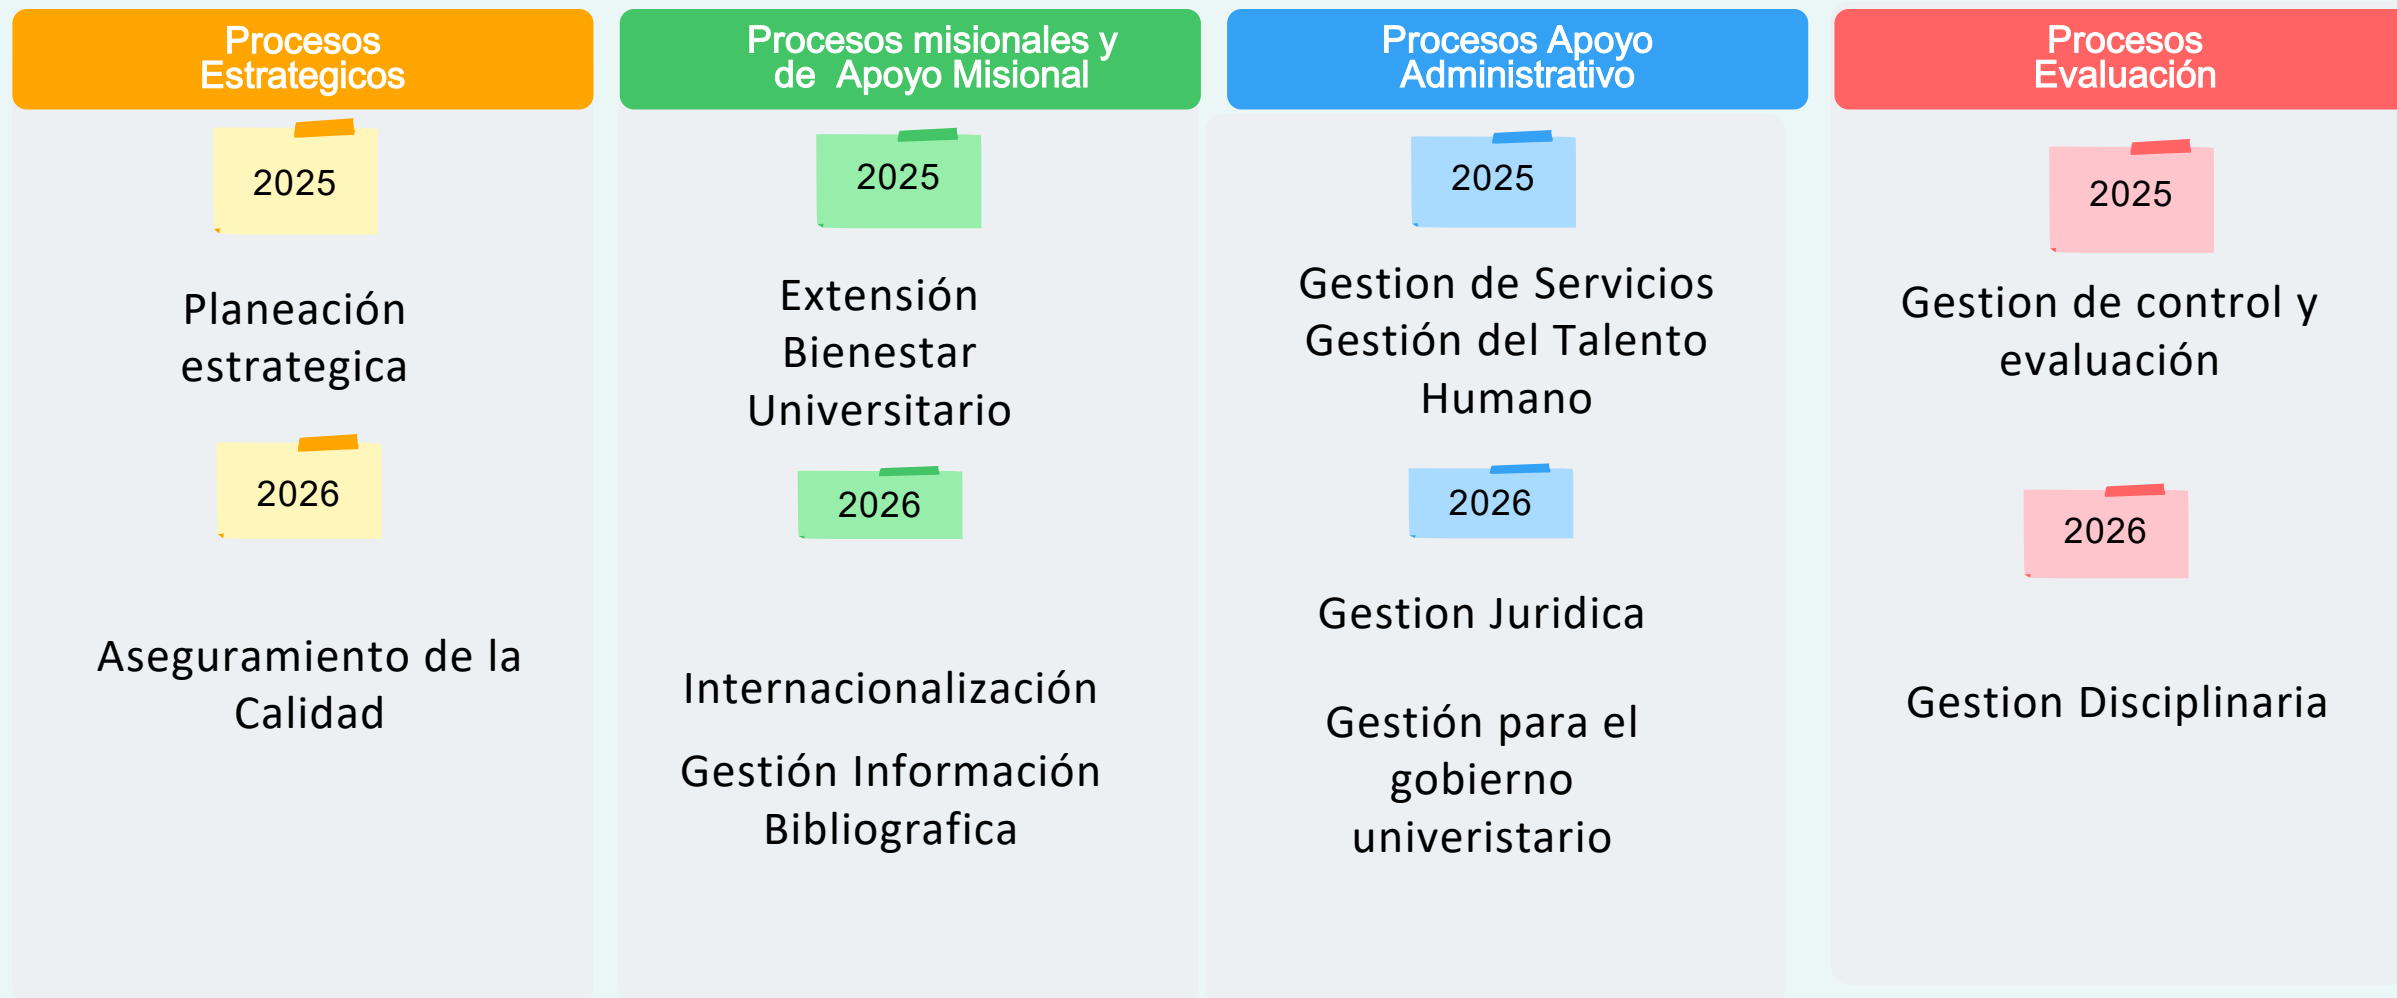 Procesos
Estrategicos
2025
Planeación
estrategica
2026
Aseguramiento de la
Calidad
Procesos misionales y
de Apoyo Misional
2025
Extensión
Bienestar
Universitario
2026
Internacionalización
Gestión Información
Bibliografica
Procesos Apoyo
Administrativo
2025
Gestion de Servicios
Gestión del Talento
Humano
2026
Gestion Juridica
Gestión para el
gobierno
univeristario
Procesos
Evaluación
2025
Gestion de control y
evaluación
2026
Gestion Disciplinaria